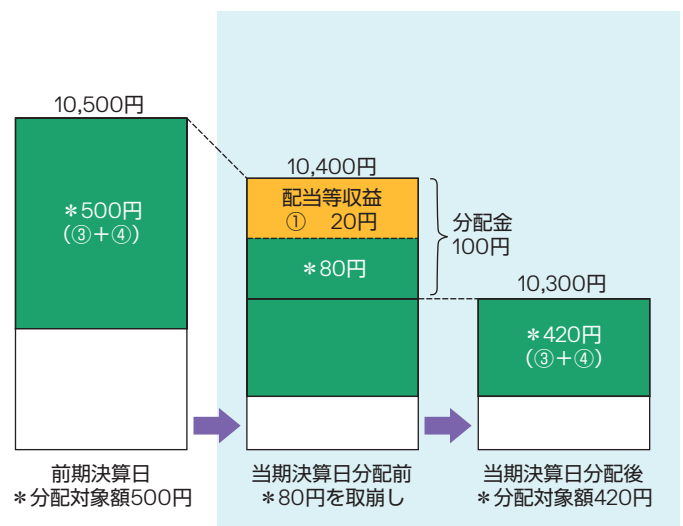 10,500円
＊500円
（③＋④）
10,400円
配当等収益
①　20円
＊80円
分配金
100円
10,300円
＊420円
（③＋④）
前期決算日
＊分配対象額500円
当期決算日分配前
＊80円を取崩し
当期決算日分配後
＊分配対象額420円